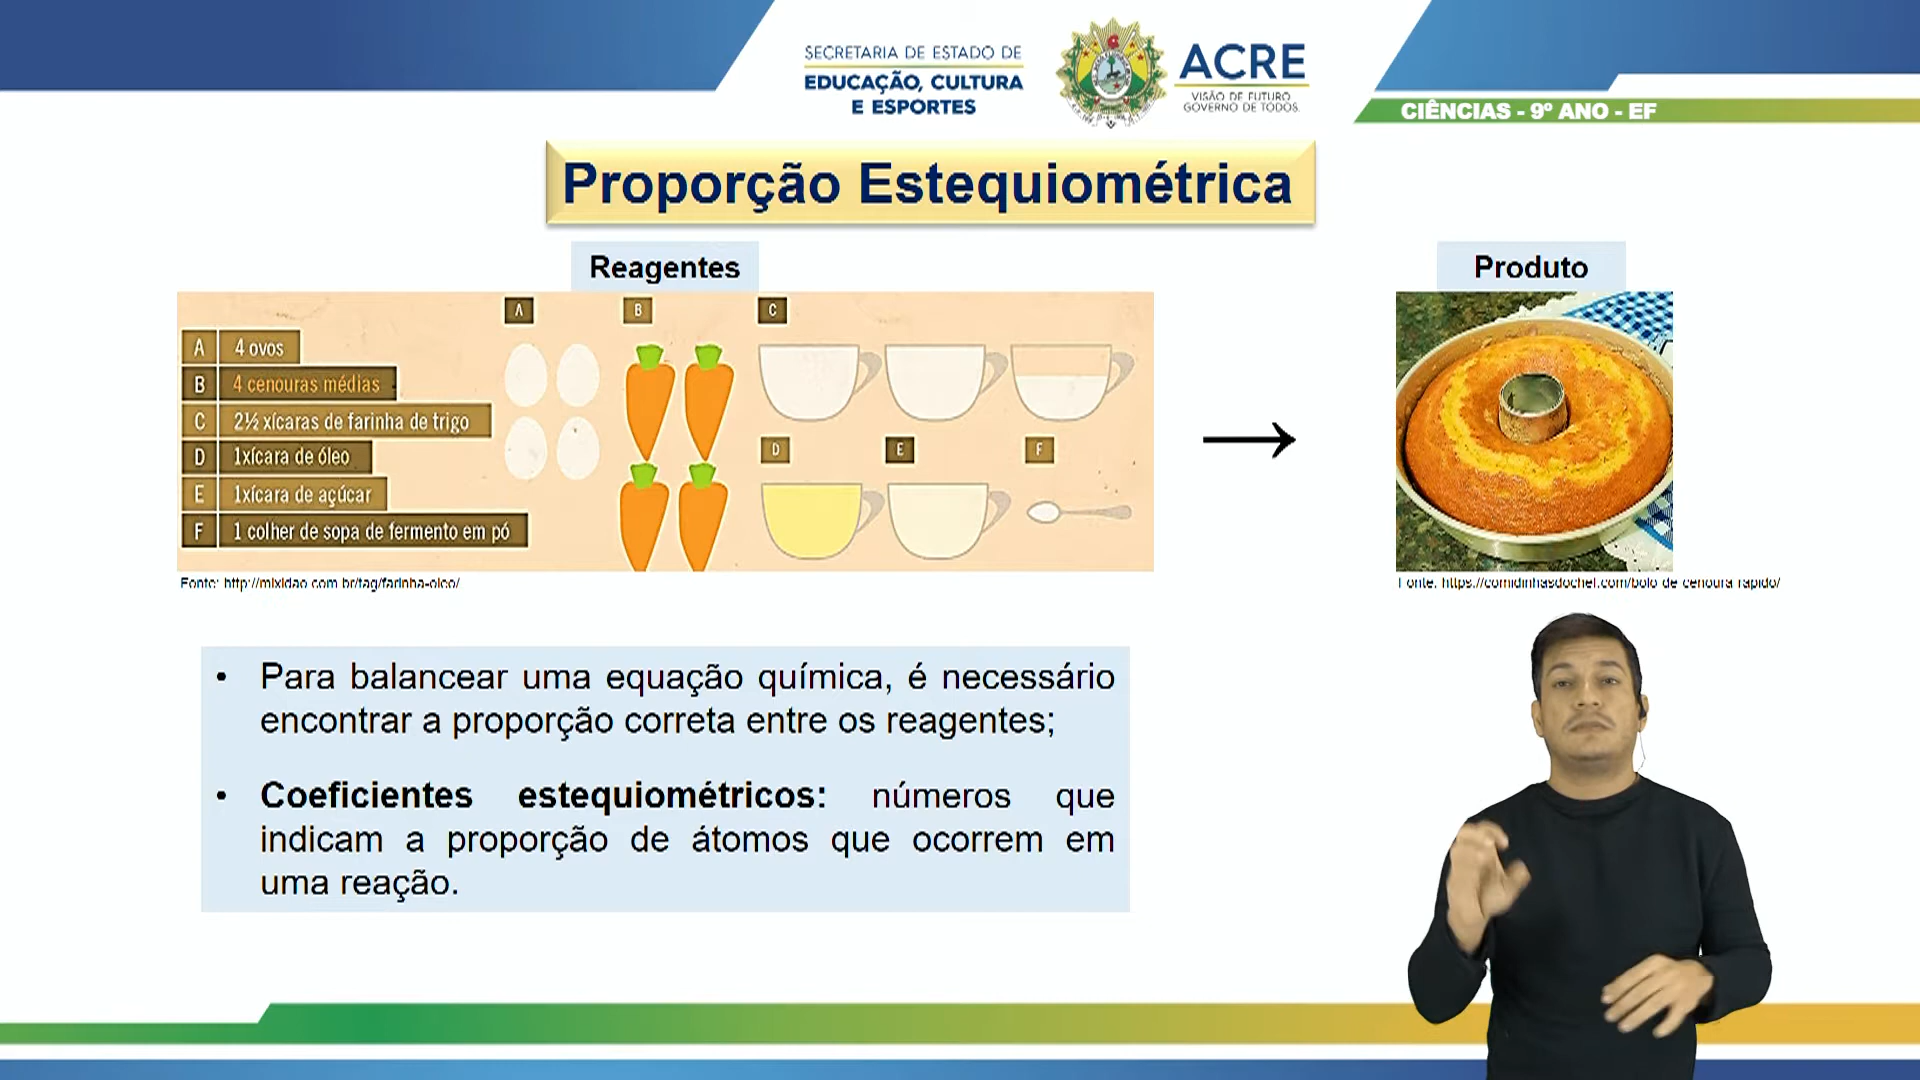 SECRETARIA DE ESTADO DE
EDUCAÇÃO, CULTURA
E ESPORTES
ACRE
VISÃO DE FUTURO
GOVERNO DE TODOS.
CIÊNCIAS - 9º ANO - EF
Proporção Estequiométrica
Reagentes
Produto
A
B
C
A 4 ovos
B 4 cenouras médias
C 2½ xícaras de farinha de trigo
D 1xícara de óleo
E 1xícara de açúcar
F 1 colher de sopa de fermento em pó
D
E
F
Fonte: http://mixidao.com.br/tag/farinha-oleo/
Fonte: https://comidinhasdochef.com/bolo-de-cenoura-rapido/
• Para balancear uma equação química, é necessário
encontrar a proporção correta entre os reagentes;
• Coeficientes estequiométricos: números que
indicam a proporção de átomos que ocorrem em
uma reação.